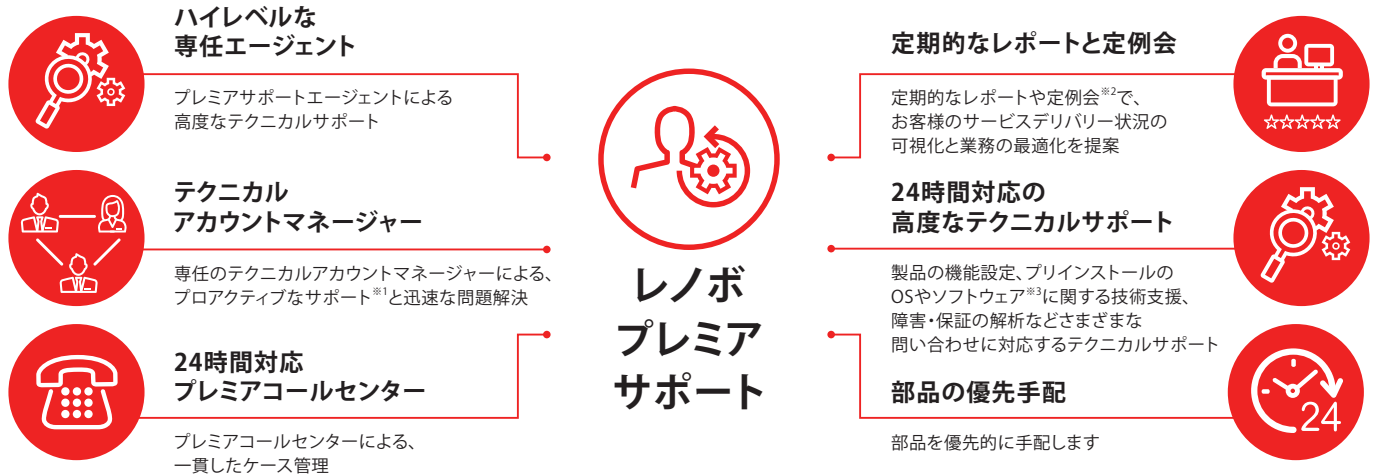 ハイレベルな
専任エージェント
プレミアサポートエージェントによる
高度なテクニカルサポート
テクニカル
アカウントマネージャー
専任のテクニカルアカウントマネージャーによる、
プロアクティブなサポート※1と迅速な問題解決
24時間対応
プレミアコールセンター
プレミアコールセンターによる、
一貫したケース管理
レノボ
プレミア
サポート
定期的なレポートと定例会
定期的なレポートや定例会※2で、
お客様のサービスデリバリー状況の
可視化と業務の最適化を提案
24時間対応の
高度なテクニカルサポート
製品の機能設定、プリインストールの
OSやソフトウェア※3に関する技術支援、
障害・保証の解析などさまざまな
問い合わせに対応するテクニカルサポート
部品の優先手配
部品を優先的に手配します
24